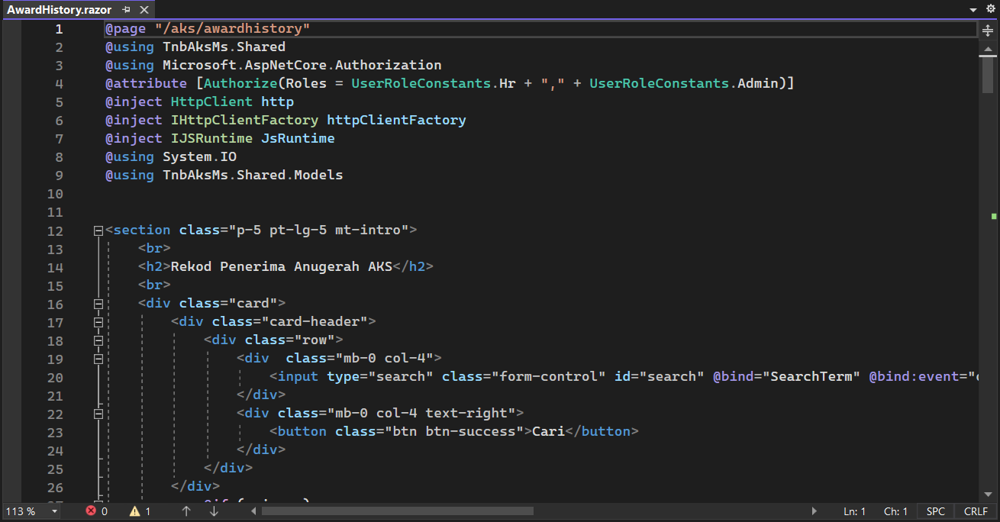 AwardHistory.razor
1 @page "/aks/awardhistory"
2 @using TnbAksMs.Shared
3 @using Microsoft.AspNetCore.Authorization
4 @attribute [Authorize(Roles = UserRoleConstants.Hr + "," + UserRoleConstants.Admin)]
5 @inject HttpClient http
6 @inject IHttpClientFactory httpClientFactory
7 @inject IJSRuntime JsRuntime
8 @using System.IO
9 @using TnbAksMs.Shared.Models
10
11
12 <section class="p-5 pt-lg-5 mt-intro">
13     <br>
14     <h2>Rekod Penerima Anugerah AKS</h2>
15     <br>
16     <div class="card">
17         <div class="card-header">
18             <div class="row">
19                 <div  class="mb-0 col-4">
20                     <input type="search" class="form-control" id="search" @bind="SearchTerm" @bind:event="
21                 </div>
22                 <div class="mb-0 col-4 text-right">
23                     <button class="btn btn-success">Cari</button>
24                 </div>
25             </div>
26         </div>
113 % 0 1 Ln: 1 Ch: 1 SPC CRLF